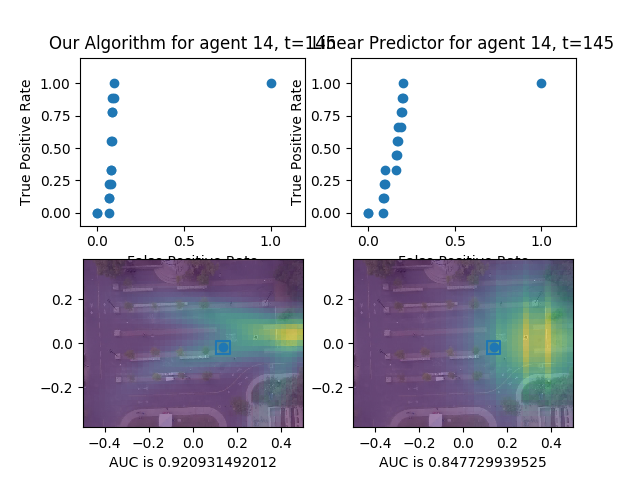 Our Algorithm for agent 14, t=145
Linear Predictor for agent 14, t=145
True Positive Rate
1.00
0.75
0.50
0.25
0.00
0.0 0.5 1.0
False Positive Rate
True Positive Rate
1.00
0.75
0.50
0.25
0.00
0.0 0.5 1.0
False Positive Rate
0.2
0.0
−0.2
−0.4 −0.2 0.0 0.2 0.4
AUC is 0.920931492012
0.2
0.0
−0.2
−0.4 −0.2 0.0 0.2 0.4
AUC is 0.847729939525